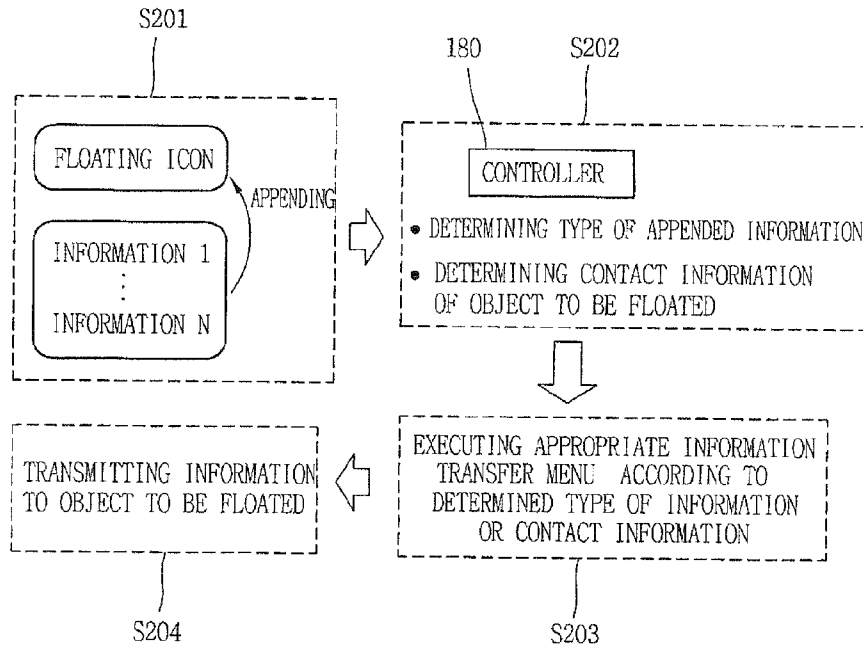 S201
180
S202
FLOATING ICON
APPENDING
INFORMATION 1
INFORMATION N
CONTROLLER
• DETERMINING TYPE OF APPENDED INFORMATION
• DETERMINING CONTACT INFORMATION
OF OBJECT TO BE FLOATED
TRANSMITTING INFORMATION
TO OBJECT TO BE FLOATED
EXECUTING APPROPRIATE INFORMATION
TRANSFER MENU ACCORDING TO
DETERMINED TYPE OF INFORMATION
OR CONTACT INFORMATION
S204
S203